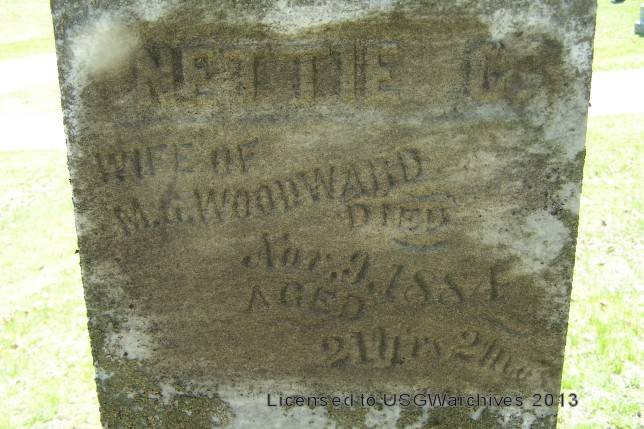 NETTIE C.
WIFE OF
M. G. WOODWARD
DIED
Nov. 9, 1884
AGED
21 Yrs 2 Mo
Licensed to USGWarchives 2013